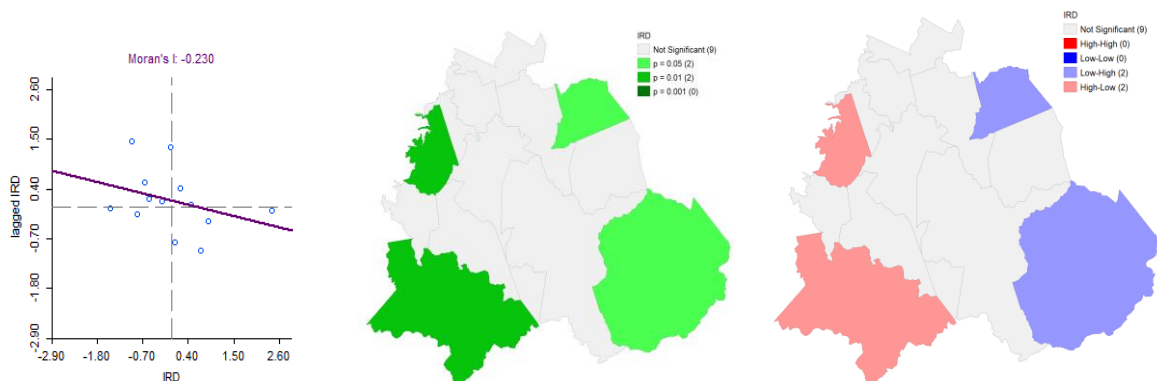 Moran's I: -0.230
lagged IRD
2.60
1.50
0.40
-0.70
-1.80
-2.90
-2.90 -1.80 -0.70 0.40 1.50 2.60
IRD
IRD
Not Significant (9)
p = 0.05 (2)
p = 0.01 (2)
p = 0.001 (0)
IRD
Not Significant (9)
High-High (0)
Low-Low (0)
Low-High (2)
High-Low (2)